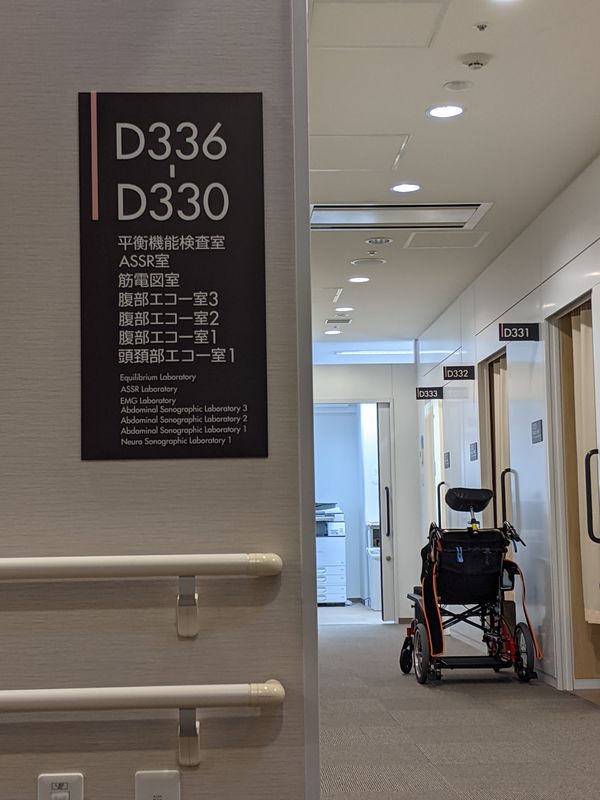 D336
-
D330
平衡機能検査室
ASSR室
筋電図室
腹部エコー室3
腹部エコー室2
腹部エコー室1
頭頚部エコー室1
Equilibrium Laboratory
ASSR Laboratory
EMG Laboratory
Abdominal Sonographic Laboratory 3
Abdominal Sonographic Laboratory 2
Abdominal Sonographic Laboratory 1
Neuro Sonographic Laboratory 1
D331
D332
D333